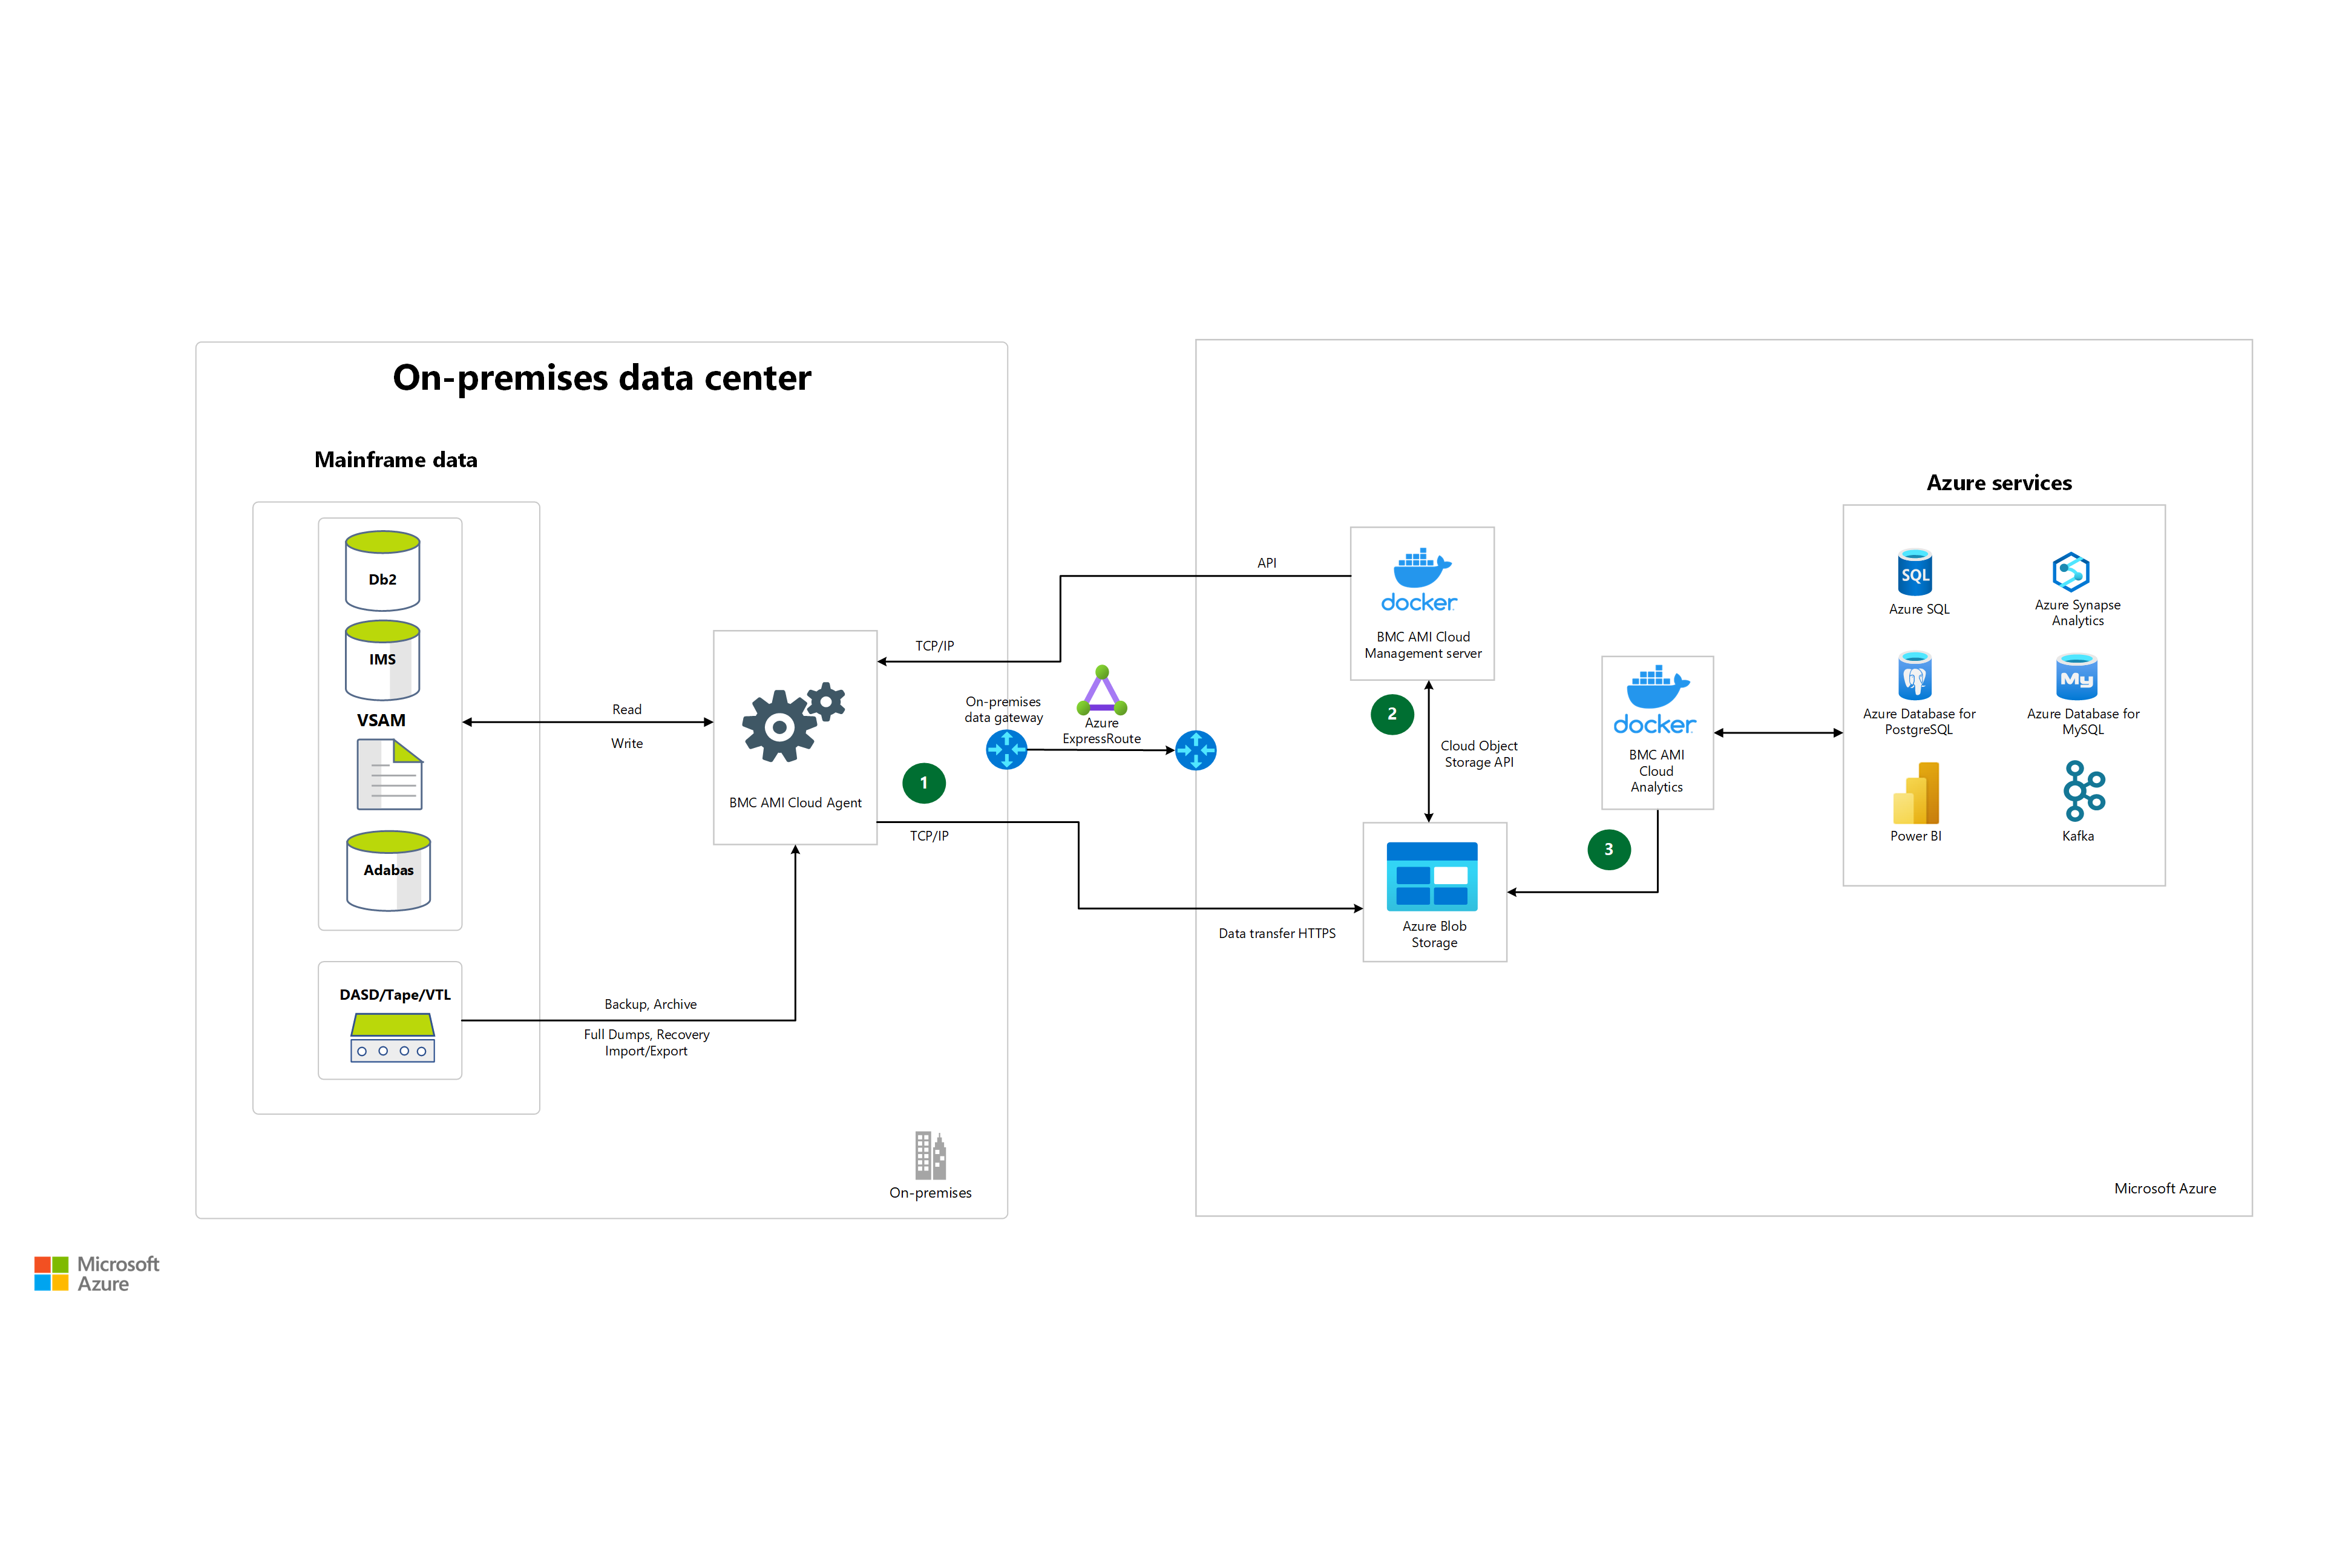 On-premises data center
Mainframe data
Db2
IMS
VSAM
Adabas
DASD/Tape/VTL
Read
Write
Backup, Archive
Full Dumps, Recovery
Import/Export
BMC AMI Cloud Agent
TCP/IP
1
TCP/IP
On-premises
data gateway
Azure
ExpressRoute
On-premises
API
Data transfer HTTPS
docker
BMC AMI Cloud
Management server
2
Cloud Object
Storage API
Azure Blob
Storage
docker
BMC AMI
Cloud
Analytics
3
Azure services
SQL
Azure SQL
Azure Synapse
Analytics
Azure Database for
PostgreSQL
My
Azure Database for
MySQL
Power BI
Kafka
Microsoft Azure
Microsoft
Azure